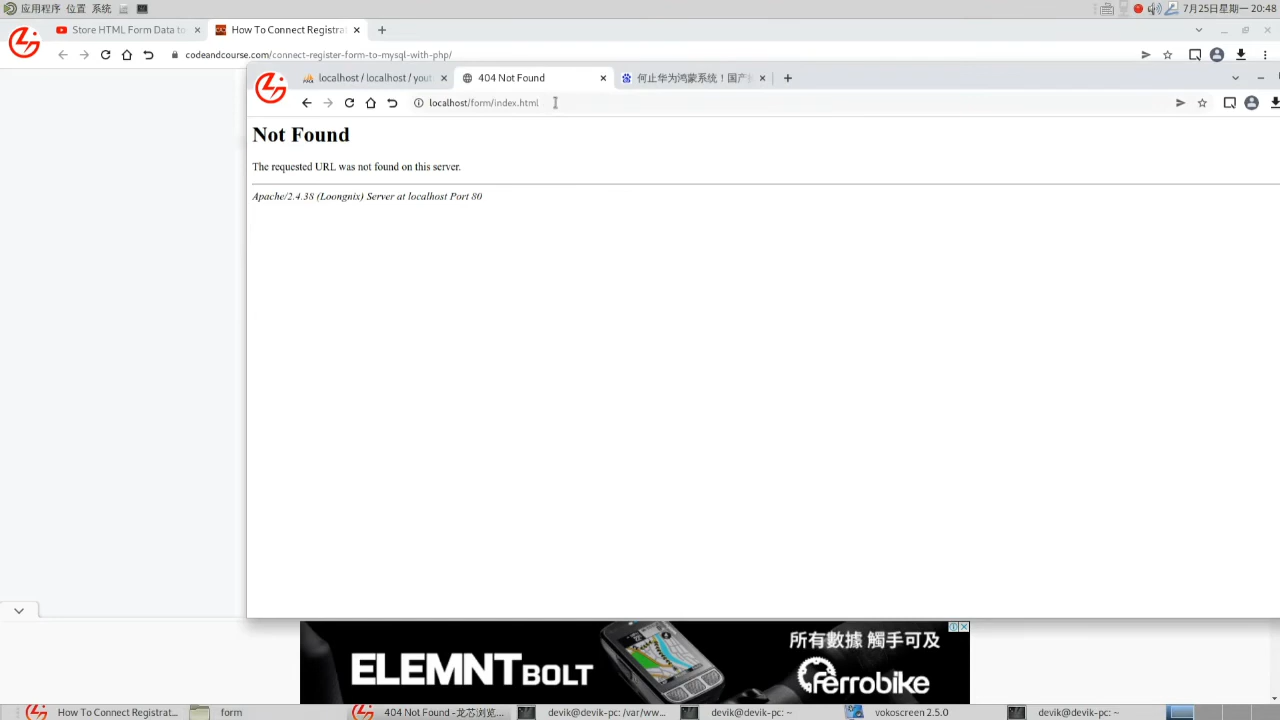 应用程序 位置 系统
7月25日星期一 20:48
Store HTML Form Data to
How To Connect Registra
codeandcourse.com/connect-register-form-to-mysql-with-php/
localhost / localhost / yout
404 Not Found
何止华为鸿蒙系统！国产
localhost/form/index.html
Not Found
The requested URL was not found on this server.
Apache/2.4.38 (Loongnix) Server at localhost Port 80
ELEMNT BOLT
所有數據 觸手可及
Ferrobike
How To Connect Registrat...
form
404 Not Found -龙芯浏览...
devik@devik-pc: /var/ww...
devik@devik-pc: ~
vokoscreen 2.5.0
devik@devik-pc: ~